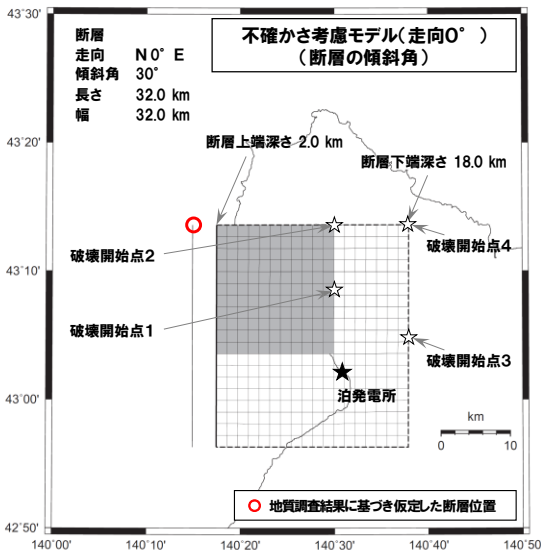 43°30'
43°20'
43°10'
43°00'
42°50'
断層
走向 N0°E
傾斜角 30°
長さ 32.0 km
幅 32.0 km
不確かさ考慮モデル(走向0°)
(断層の傾斜角)
断層上端深さ 2.0 km
断層下端深さ 18.0 km
破壊開始点2
破壊開始点4
破壊開始点1
破壊開始点3
泊発電所
km
0 10
地質調査結果に基づき仮定した断層位置
140°00' 140°10' 140°20' 140°30' 140°40' 140°50'